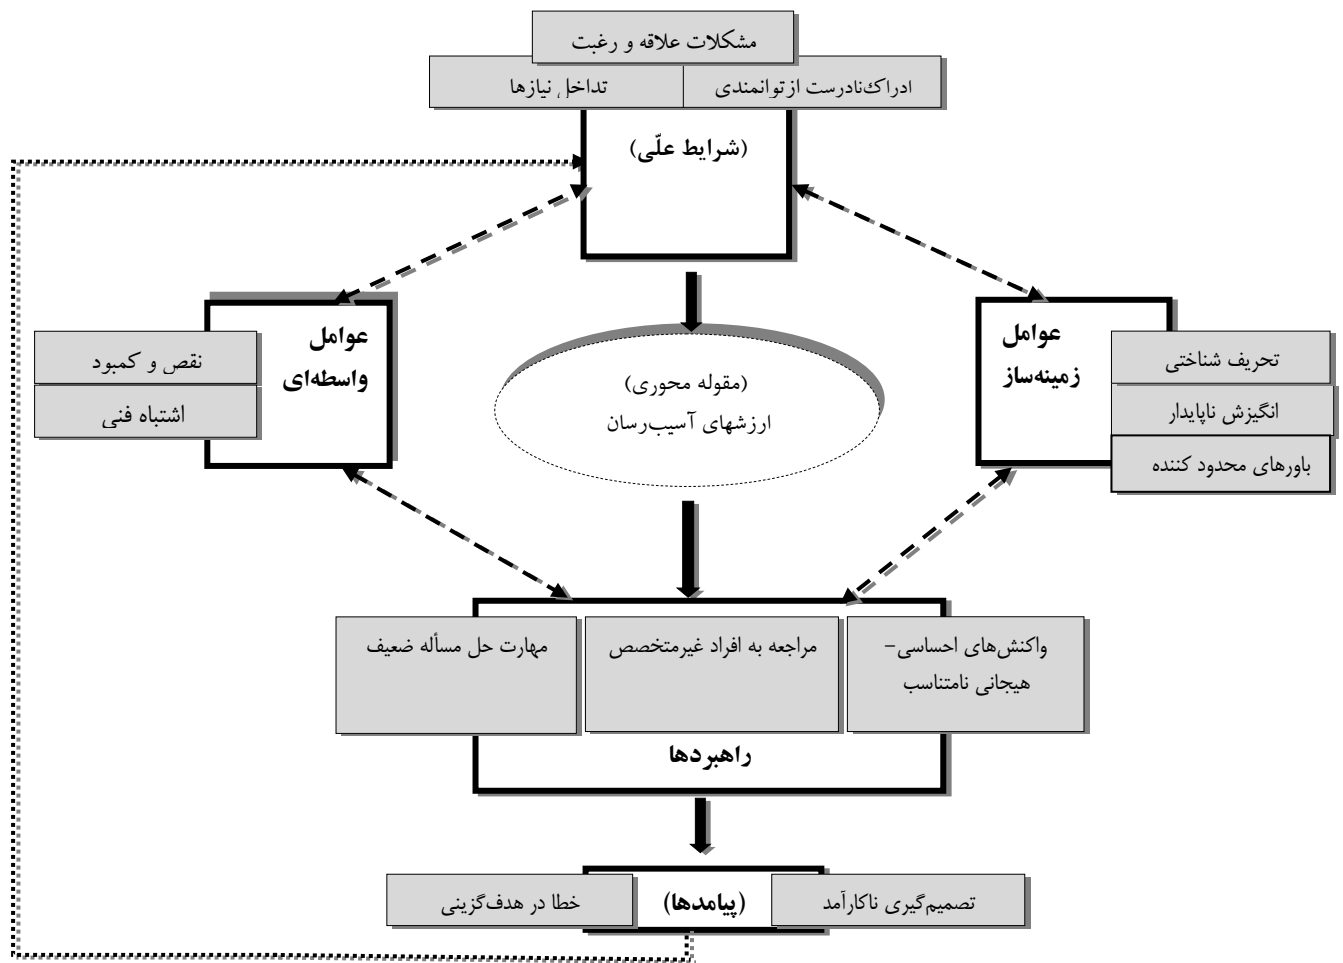 مشکلات علاقه و رغبت
ادراک‌نادرست از توانمندی
تداخل نیازها
(شرایط علّی)
عوامل
زمینه‌ساز
تحریف شناختی
انگیزش ناپایدار
باورهای محدود کننده
(مقوله محوری)
ارزشهای آسیب‌رسان
عوامل
واسطه‌ای
نقص و کمبود
اشتباه فنی
واکنش‌های احساسی-
هیجانی نامتناسب
مراجعه به افراد غیرمتخصص
مهارت حل مسأله ضعیف
راهبردها
تصمیم‌گیری ناکارآمد
(پیامدها)
خطا در هدف‌گزینی